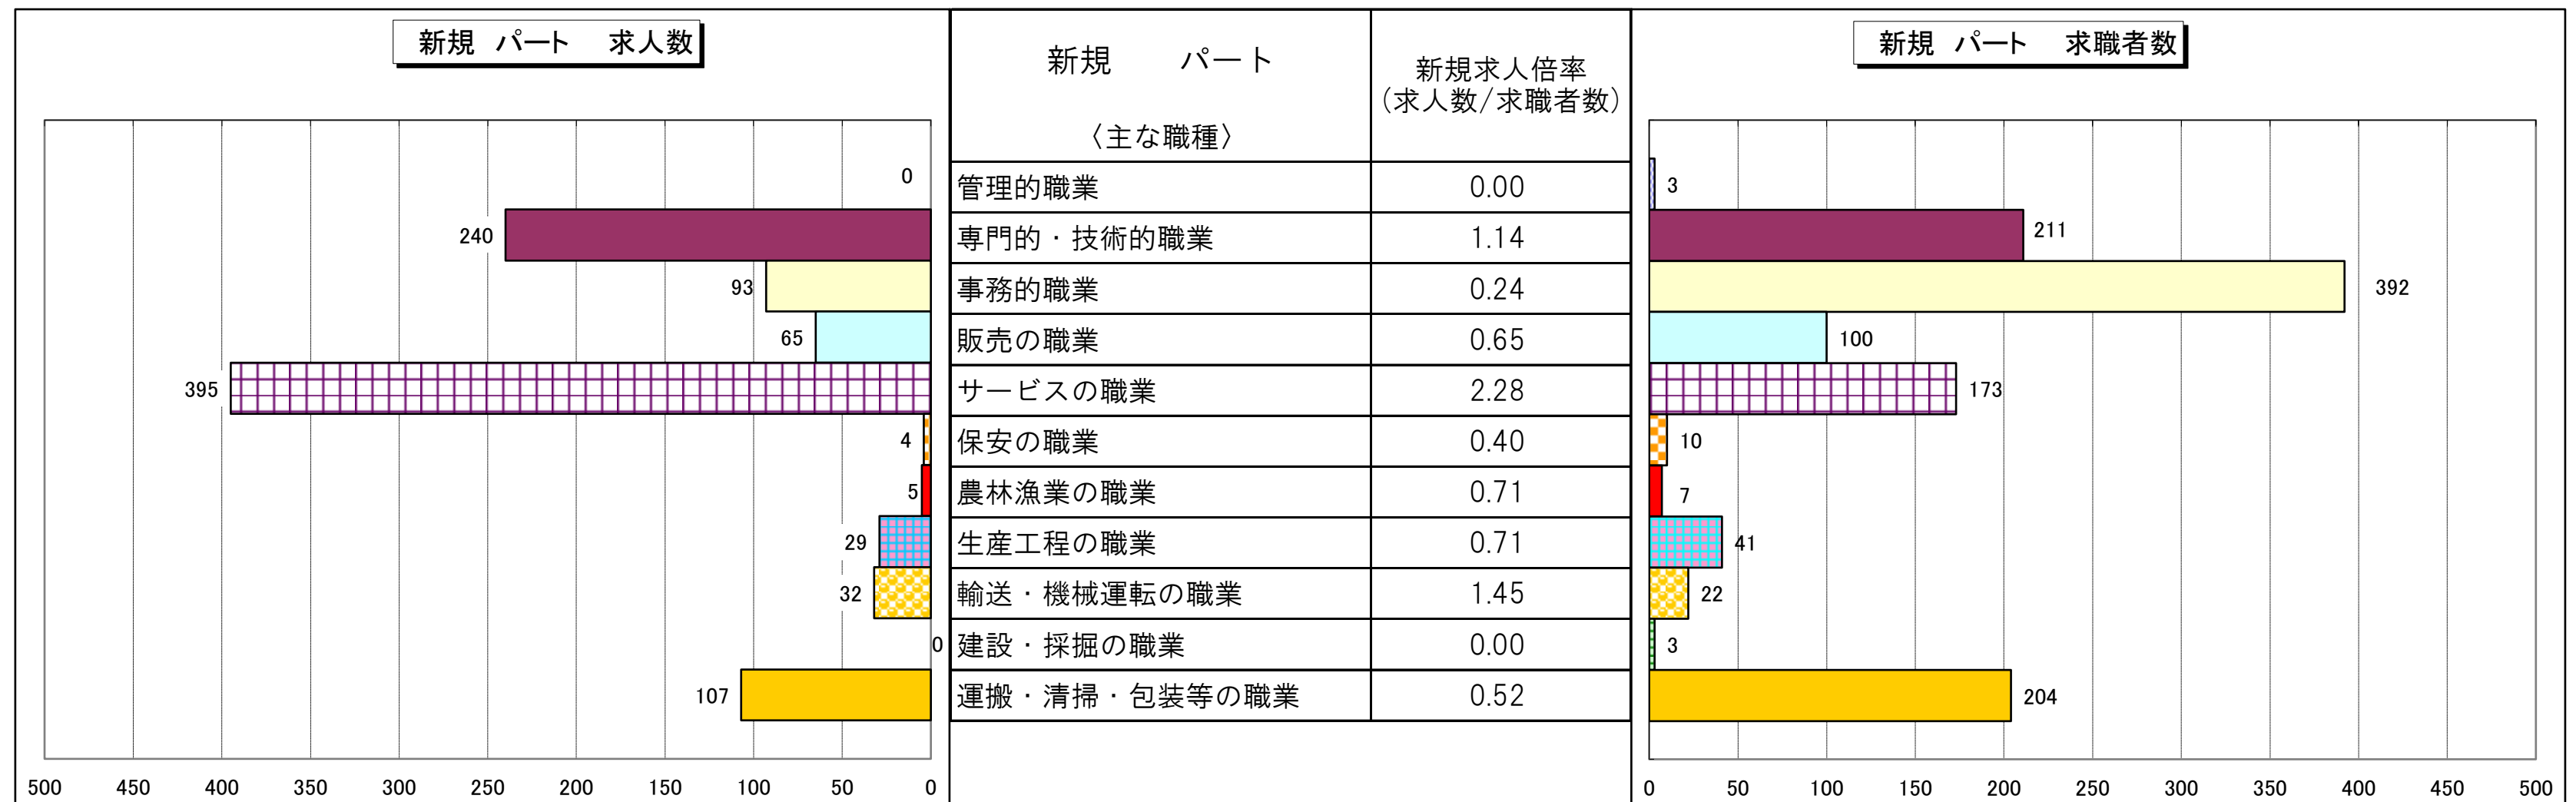 新規 パート 求人数
0
240
93
65
395
4
5
29
32
0
107
500 450 400 350 300 250 200 150 100 50 0
新規 パート 新規求人倍率
(求人数/求職者数)
〈主な職種〉
管理的職業 0.00
専門的・技術的職業 1.14
事務的職業 0.24
販売の職業 0.65
サービスの職業 2.28
保安の職業 0.40
農林漁業の職業 0.71
生産工程の職業 0.71
輸送・機械運転の職業 1.45
建設・採掘の職業 0.00
運搬・清掃・包装等の職業 0.52
新規 パート 求職者数
3
211
392
100
173
10
7
41
22
3
204
0 50 100 150 200 250 300 350 400 450 500